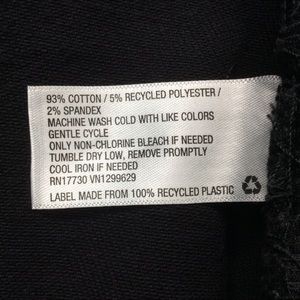 93% COTTON / 5% RECYCLED POLYESTER /
2% SPANDEX
MACHINE WASH COLD WITH LIKE COLORS
GENTLE CYCLE
ONLY NON-CHLORINE BLEACH IF NEEDED
TUMBLE DRY LOW, REMOVE PROMPTLY
COOL IRON IF NEEDED
RN17730 VN1299629
LABEL MADE FROM 100% RECYCLED PLASTIC